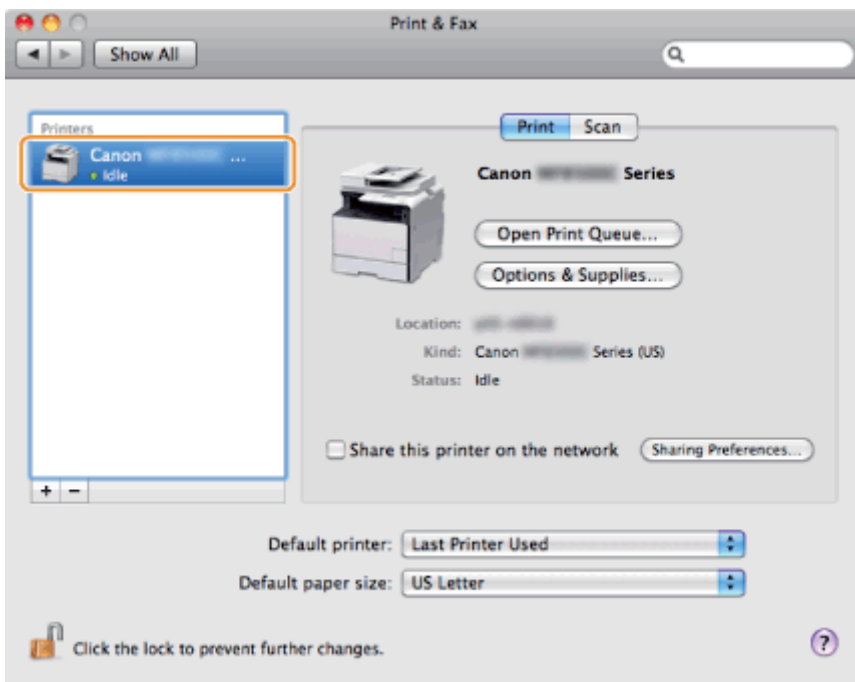 Print & Fax
Show All
Printers
Canon ...
Idle
Print Scan
Canon Series
Open Print Queue...
Options & Supplies...
Location:
Kind: Canon Series (US)
Status: Idle
Share this printer on the network Sharing Preferences...
+ −
Default printer: Last Printer Used
Default paper size: US Letter
Click the lock to prevent further changes. ?